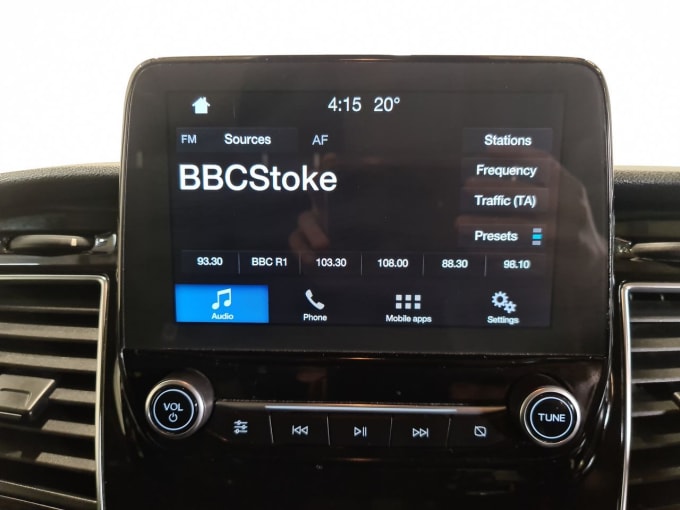 4:15 20°
FM Sources AF Stations
BBCStoke
Frequency
Traffic (TA)
Presets
93.30 BBC R1 103.30 108.00 88.30 98.10
Audio Phone Mobile apps Settings
VOL
TUNE